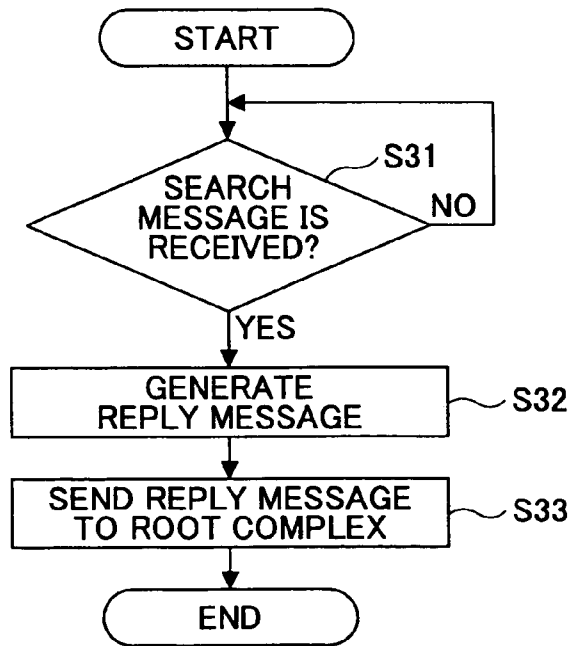 START
S31
SEARCH
MESSAGE IS
RECEIVED?
NO
YES
GENERATE
REPLY MESSAGE
S32
SEND REPLY MESSAGE
TO ROOT COMPLEX
S33
END